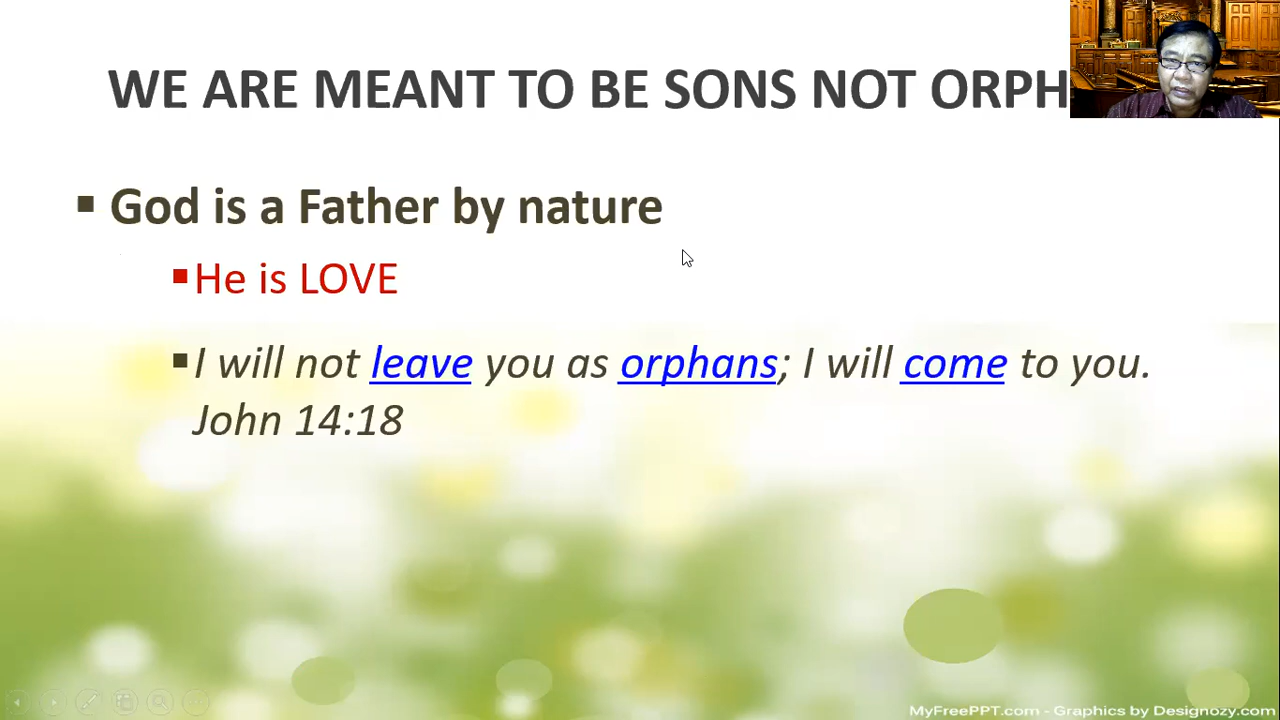 WE ARE MEANT TO BE SONS NOT ORPH
God is a Father by nature
He is LOVE
I will not leave you as orphans; I will come to you.
John 14:18
MyFreePPT.com - Graphics by Designozy.com